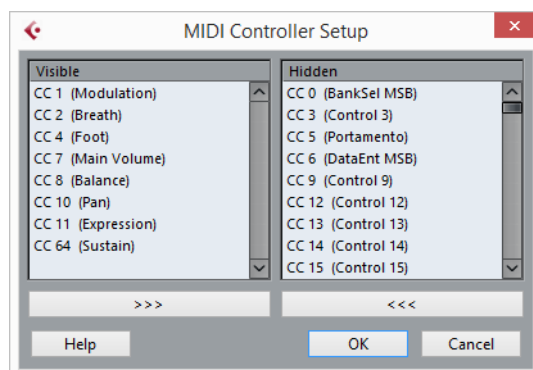 MIDI Controller Setup
Visible
CC 1 (Modulation)
CC 2 (Breath)
CC 4 (Foot)
CC 7 (Main Volume)
CC 8 (Balance)
CC 10 (Pan)
CC 11 (Expression)
CC 64 (Sustain)
>>>
Hidden
CC 0 (BankSel MSB)
CC 3 (Control 3)
CC 5 (Portamento)
CC 6 (DataEnt MSB)
CC 9 (Control 9)
CC 12 (Control 12)
CC 13 (Control 13)
CC 14 (Control 14)
CC 15 (Control 15)
<<<
Help
OK
Cancel